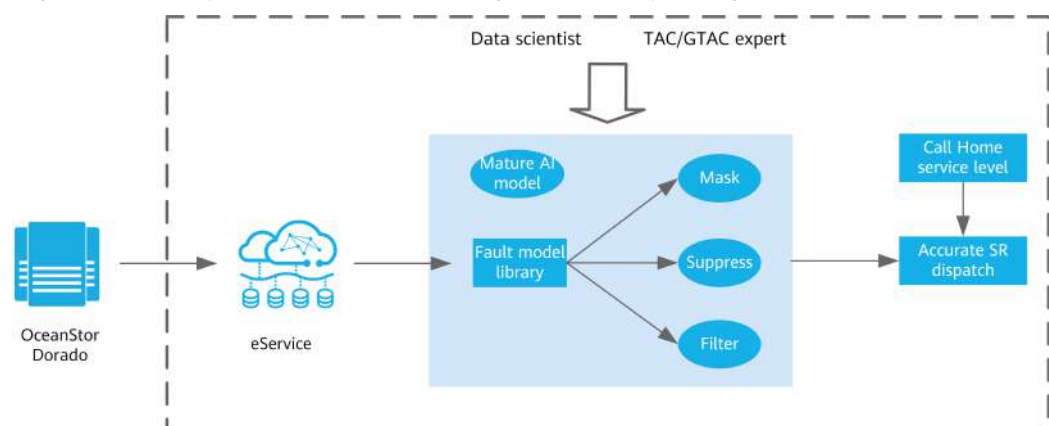 Data scientist
TAC/GTAC expert
Mature AI
model
Mask
Call Home
service level
Fault model
library
Suppress
Accurate SR
dispatch
OceanStor
Dorado
eService
Filter